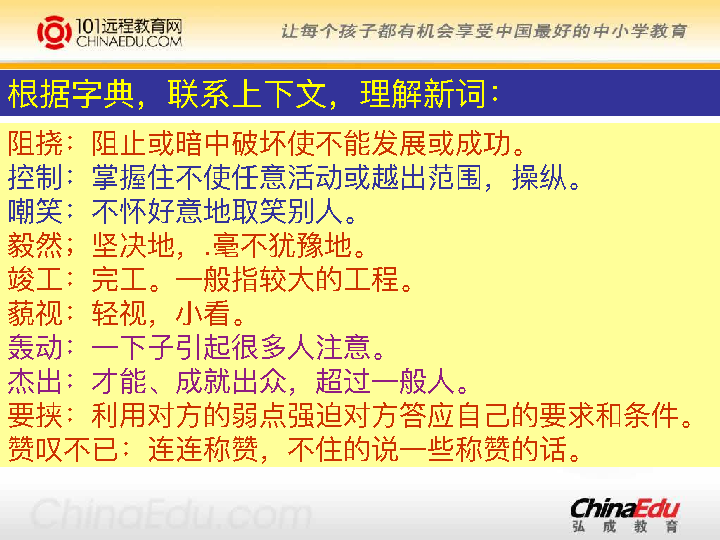 101远程教育网
CHINAEDU.COM
让每个孩子都有机会享受中国最好的中小学教育
根据字典，联系上下文，理解新词：
阻挠：阻止或暗中破坏使不能发展或成功。
控制：掌握住不使任意活动或越出范围，操纵。
嘲笑：不怀好意地取笑别人。
毅然；坚决地，.毫不犹豫地。
竣工：完工。一般指较大的工程。
藐视：轻视，小看。
轰动：一下子引起很多人注意。
杰出：才能、成就出众，超过一般人。
要挟：利用对方的弱点强迫对方答应自己的要求和条件。
赞叹不已：连连称赞，不住的说一些称赞的话。
ChinaEdu.com
ChinaEdu
弘成教育